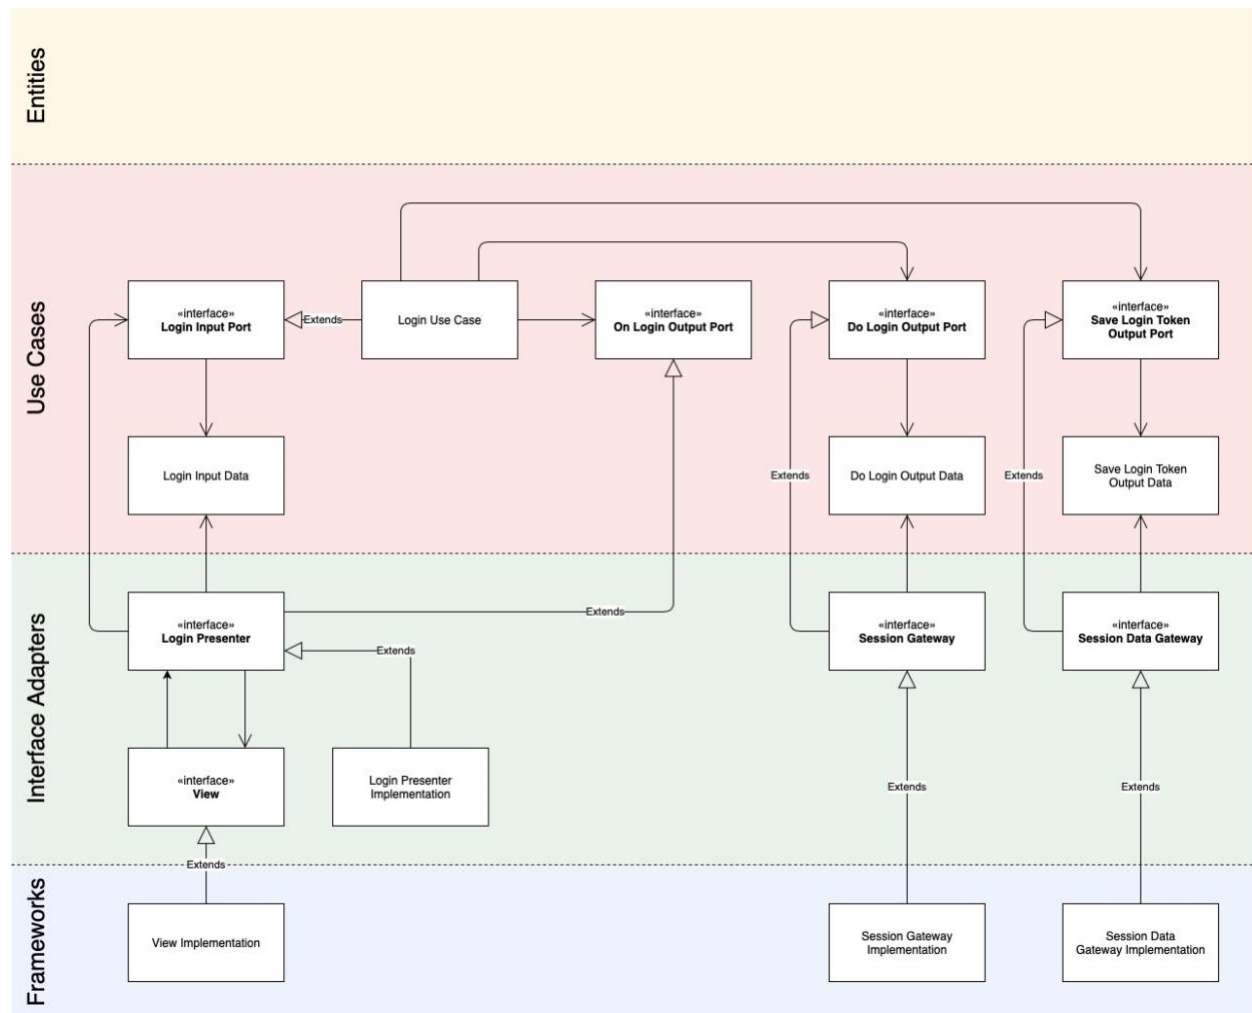 Entities
Use Cases
«interface»
Login Input Port
Extends
Login Use Case
«interface»
On Login Output Port
«interface»
Do Login Output Port
«interface»
Save Login Token
Output Port
Login Input Data
Extends
Do Login Output Data
Extends
Save Login Token
Output Data
Interface Adapters
«interface»
Login Presenter
Extends
Extends
«interface»
Session Gateway
«interface»
Session Data Gateway
«interface»
View
Login Presenter
Implementation
Extends
Extends
Extends
Frameworks
View Implementation
Session Gateway
Implementation
Session Data
Gateway Implementation